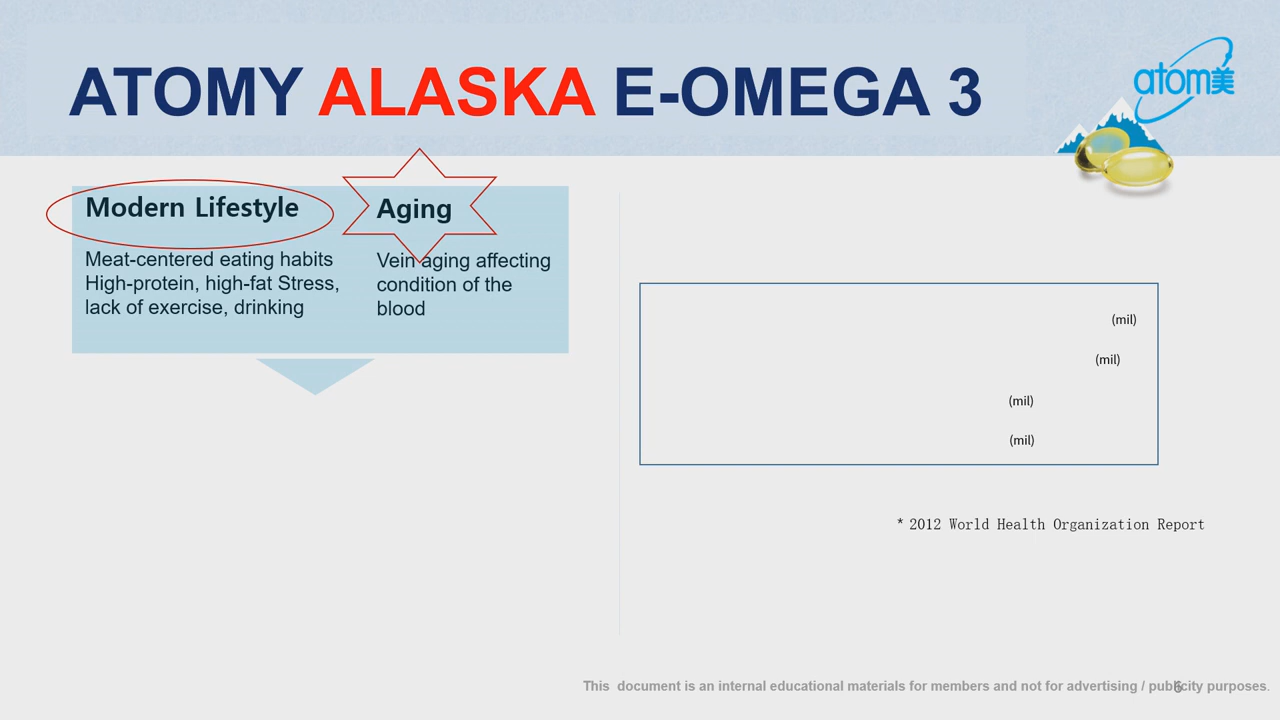 ATOMY ALASKA E-OMEGA 3
atom美
Modern Lifestyle
Meat-centered eating habits
High-protein, high-fat Stress,
lack of exercise, drinking
Aging
Vein aging affecting
condition of the
blood
(mil)
(mil)
(mil)
(mil)
* 2012 World Health Organization Report
This document is an internal educational materials for members and not for advertising / publicity purposes.
6